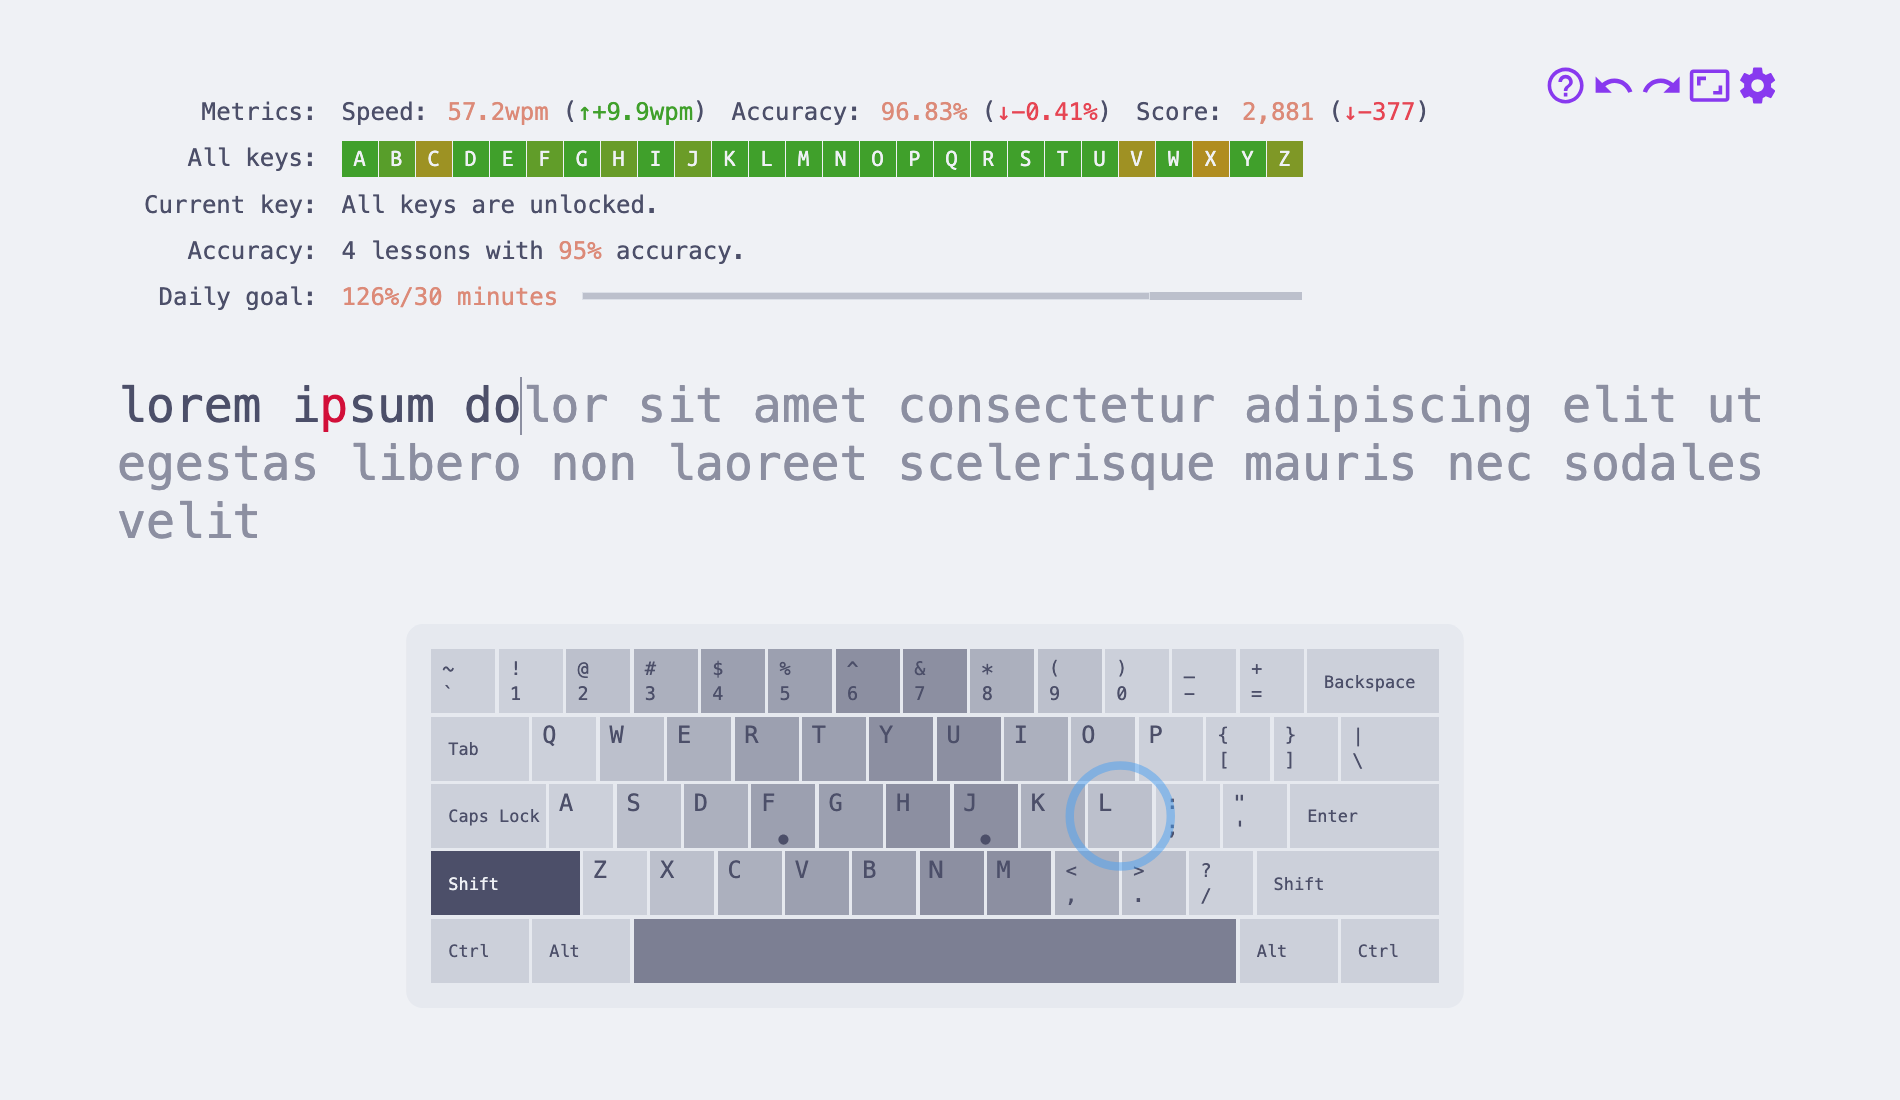 Metrics: Speed: 57.2wpm (↑+9.9wpm) Accuracy: 96.83% (↓−0.41%) Score: 2,881 (↓−377)
All keys: A B C D E F G H I J K L M N O P Q R S T U V W X Y Z
Current key: All keys are unlocked.
Accuracy: 4 lessons with 95% accuracy.
Daily goal: 126%/30 minutes
lorem ipsum dolor sit amet consectetur adipiscing elit ut
egestas libero non laoreet scelerisque mauris nec sodales
velit
~ ! @ # $ % ^ & * ( ) _ +
` 1 2 3 4 5 6 7 8 9 0 − = Backspace
Tab Q W E R T Y U I O P { } |
[ ] \
Caps Lock A S D F G H J K L : " Enter
; '
Shift Z X C V B N M < > ? Shift
, . /
Ctrl Alt Alt Ctrl